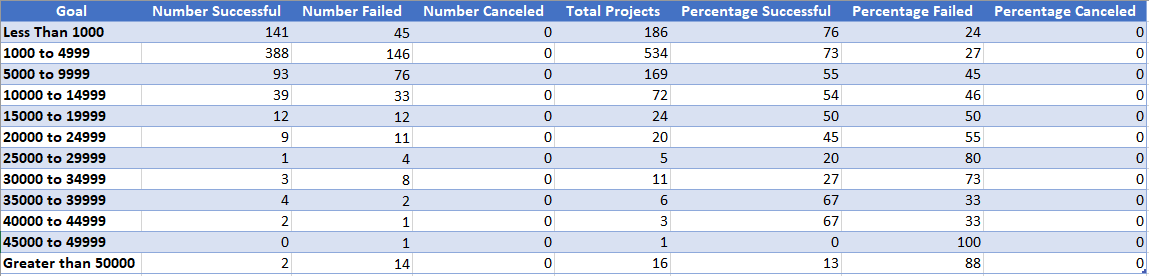 Goal Number Successful Number Failed Number Canceled Total Projects Percentage Successful Percentage Failed Percentage Canceled
Less Than 1000 141 45 0 186 76 24 0
1000 to 4999 388 146 0 534 73 27 0
5000 to 9999 93 76 0 169 55 45 0
10000 to 14999 39 33 0 72 54 46 0
15000 to 19999 12 12 0 24 50 50 0
20000 to 24999 9 11 0 20 45 55 0
25000 to 29999 1 4 0 5 20 80 0
30000 to 34999 3 8 0 11 27 73 0
35000 to 39999 4 2 0 6 67 33 0
40000 to 44999 2 1 0 3 67 33 0
45000 to 49999 0 1 0 1 0 100 0
Greater than 50000 2 14 0 16 13 88 0